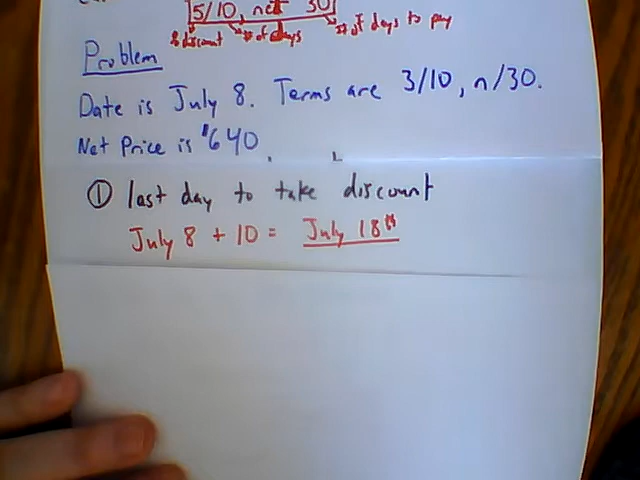 5/10, net 30
% discount # of days # of days to pay
Problem
Date is July 8. Terms are 3/10, n/30.
Net Price is $640.
① last day to take discount
July 8 + 10 = July 18th